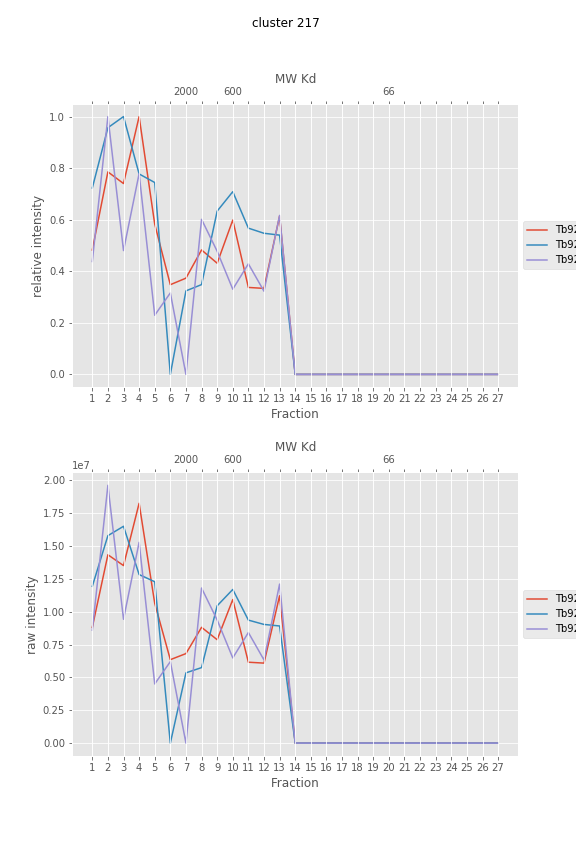 cluster 217
MW Kd
2000 600 66
1.0
0.8
0.6
0.4
0.2
0.0
relative intensity
Tb92
Tb92
Tb92
1 2 3 4 5 6 7 8 9 10 11 12 13 14 15 16 17 18 19 20 21 22 23 24 25 26 27
Fraction
MW Kd
1e7
2000 600 66
2.00
1.75
1.50
1.25
1.00
0.75
0.50
0.25
0.00
raw intensity
Tb92
Tb92
Tb92
1 2 3 4 5 6 7 8 9 10 11 12 13 14 15 16 17 18 19 20 21 22 23 24 25 26 27
Fraction